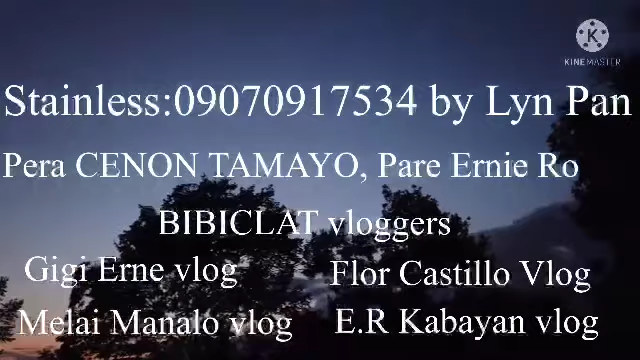 KINEMASTER
Stainless:09070917534 by Lyn Pan
Pera CENON TAMAYO, Pare Ernie Ro
BIBICLAT vloggers
Gigi Erne vlog
Flor Castillo Vlog
Melai Manalo vlog
E.R Kabayan vlog